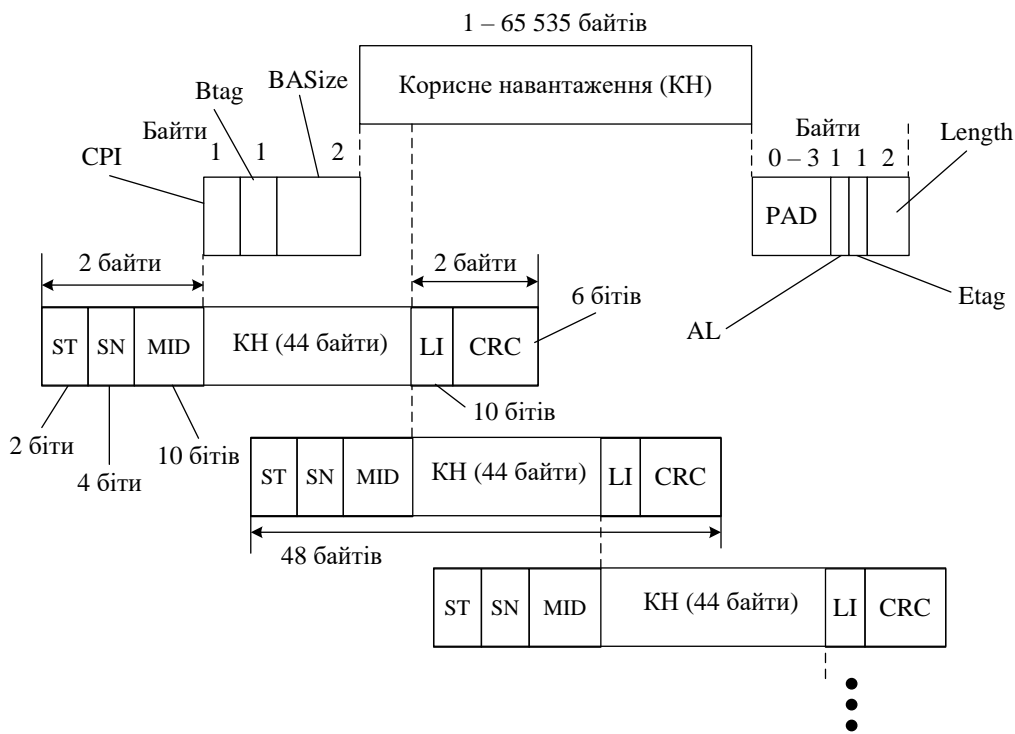 1 – 65 535 байтів
Корисне навантаження (КН)
BASize
Btag
Байти
CPI
1 1 2
Байти
0 – 3 1 1 2
Length
PAD
Etag
AL
2 байти
2 байти
6 бітів
ST SN MID КН (44 байти) LI CRC
2 біти
4 біти
10 бітів
10 бітів
ST SN MID КН (44 байти) LI CRC
48 байтів
ST SN MID КН (44 байти) LI CRC